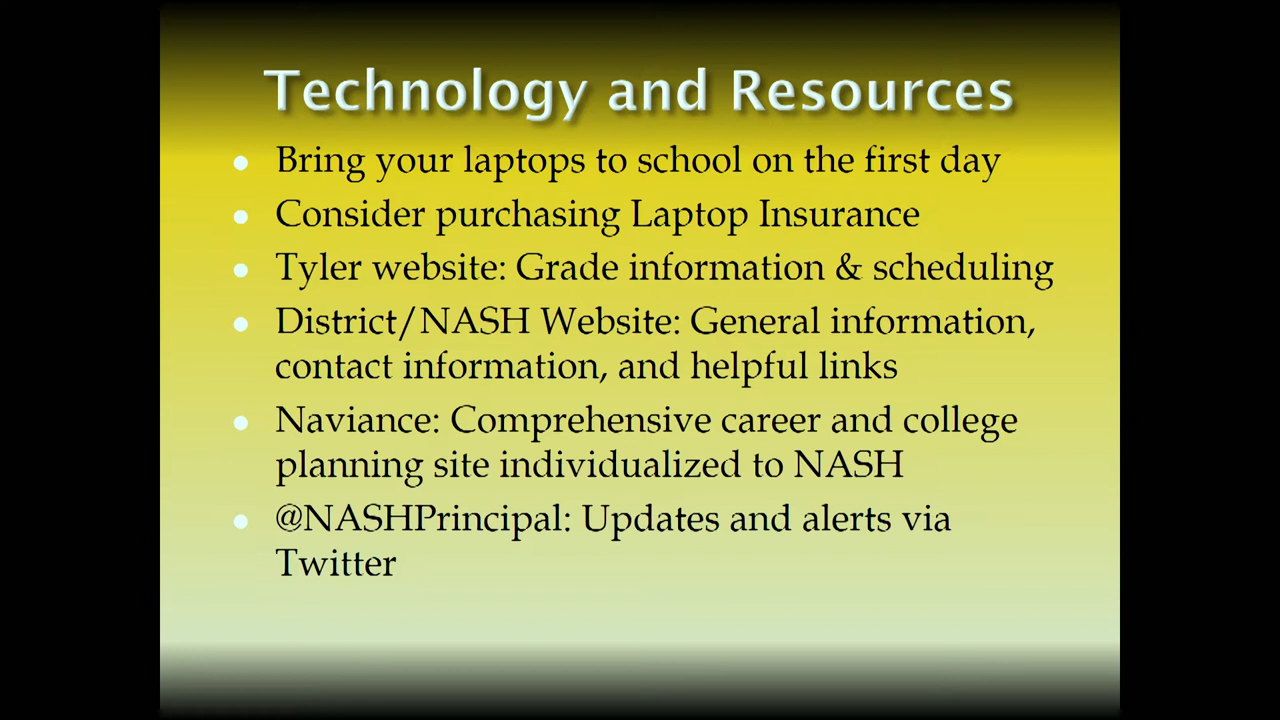 Technology and Resources
Bring your laptops to school on the first day
Consider purchasing Laptop Insurance
Tyler website: Grade information & scheduling
District/NASH Website: General information,
contact information, and helpful links
Naviance: Comprehensive career and college
planning site individualized to NASH
@NASHPrincipal: Updates and alerts via
Twitter